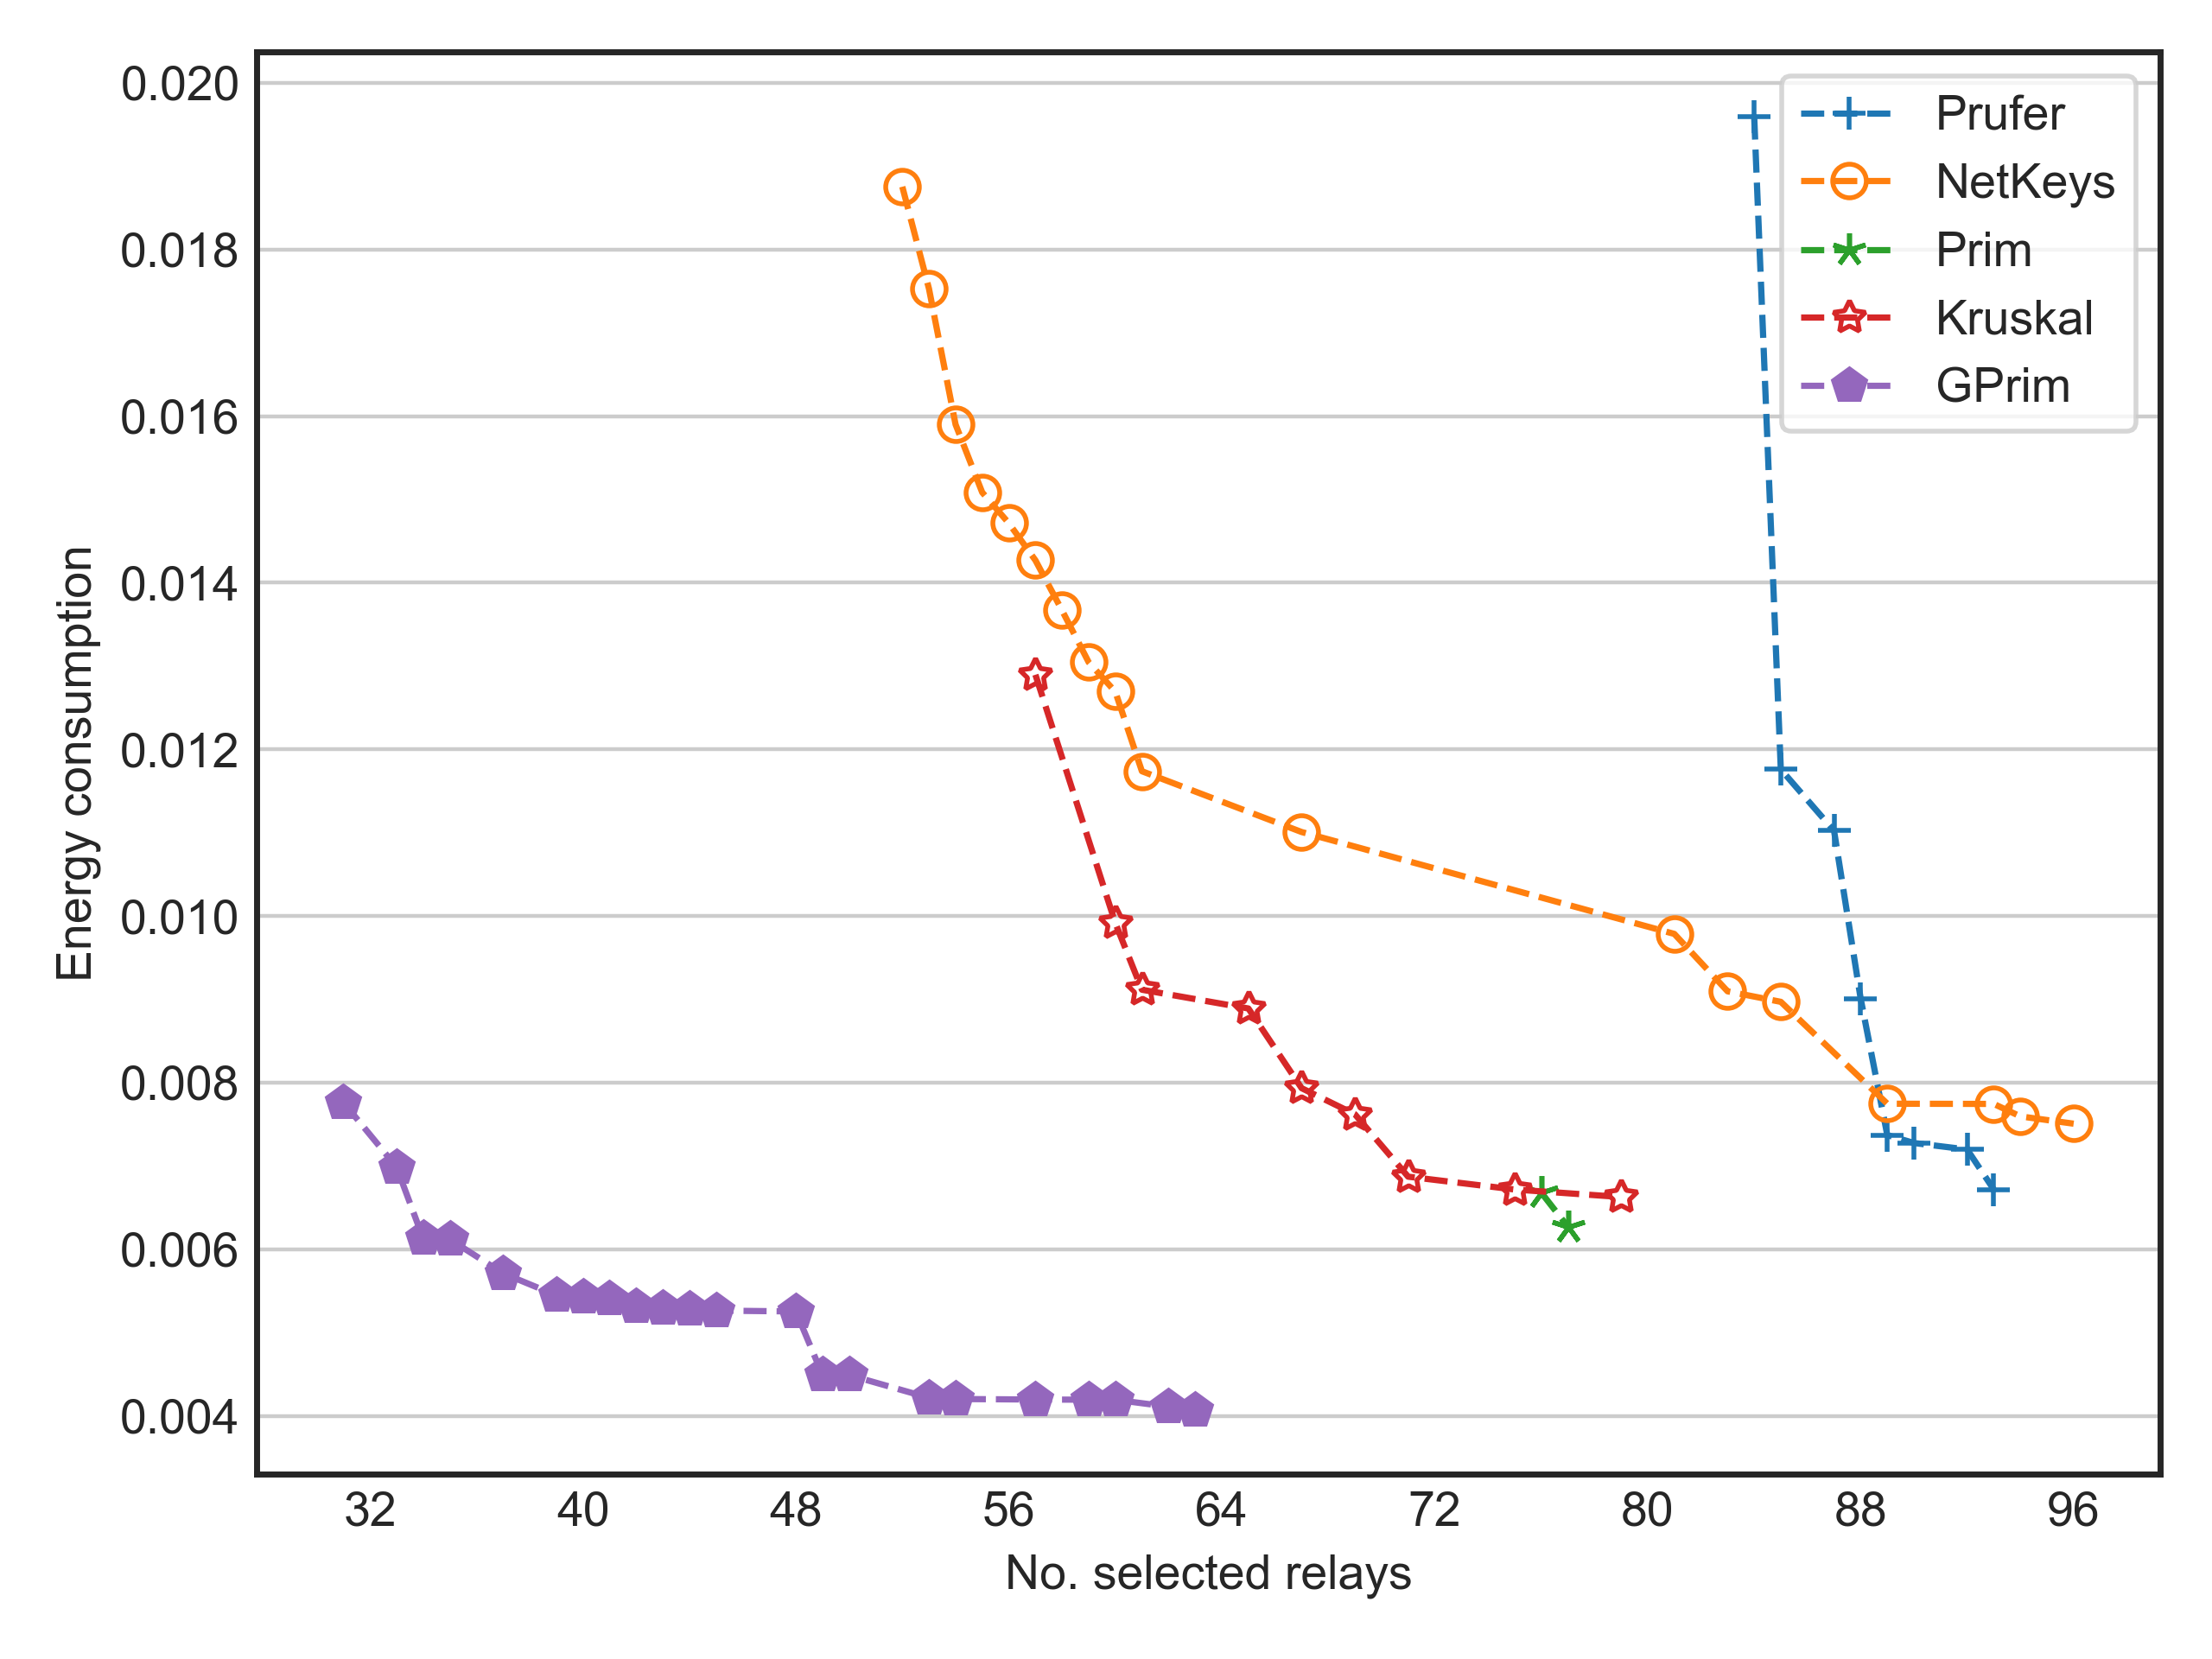 0.020
0.018
0.016
0.014
0.012
0.010
0.008
0.006
0.004
Energy consumption
Prufer
NetKeys
Prim
Kruskal
GPrim
32 40 48 56 64 72 80 88 96
No. selected relays